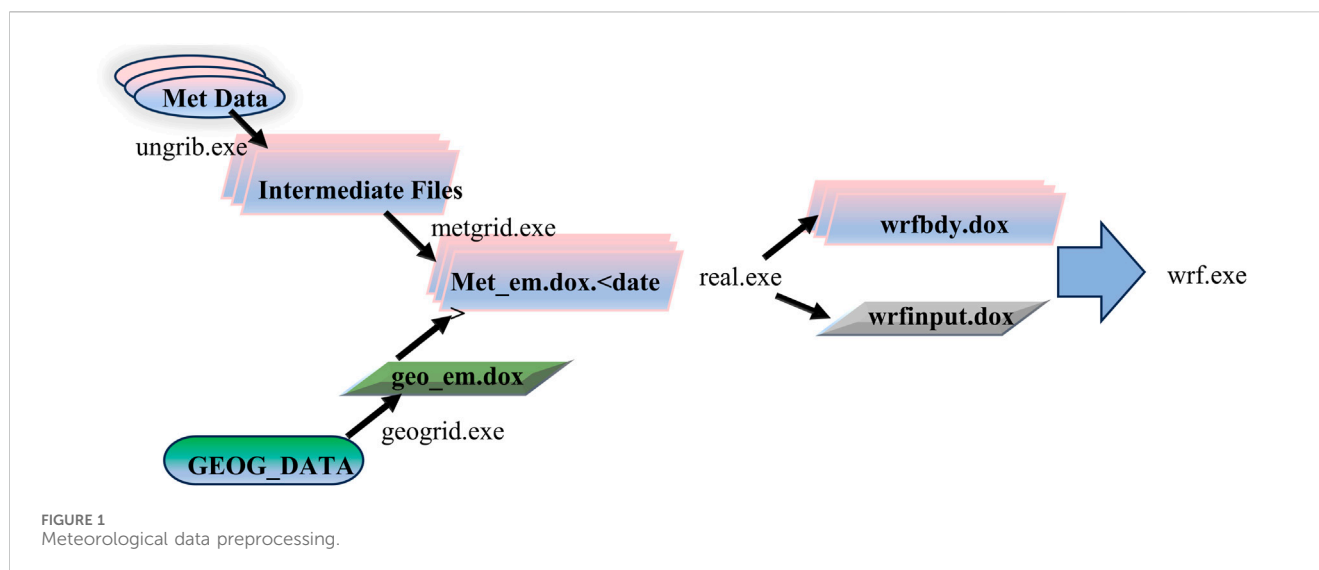 Met Data
ungrib.exe
Intermediate Files
metgrid.exe
Met_em.dox.<date
>
geo_em.dox
geogrid.exe
GEOG_DATA
real.exe
wrfbdy.dox
wrfinput.dox
wrf.exe
FIGURE 1
Meteorological data preprocessing.